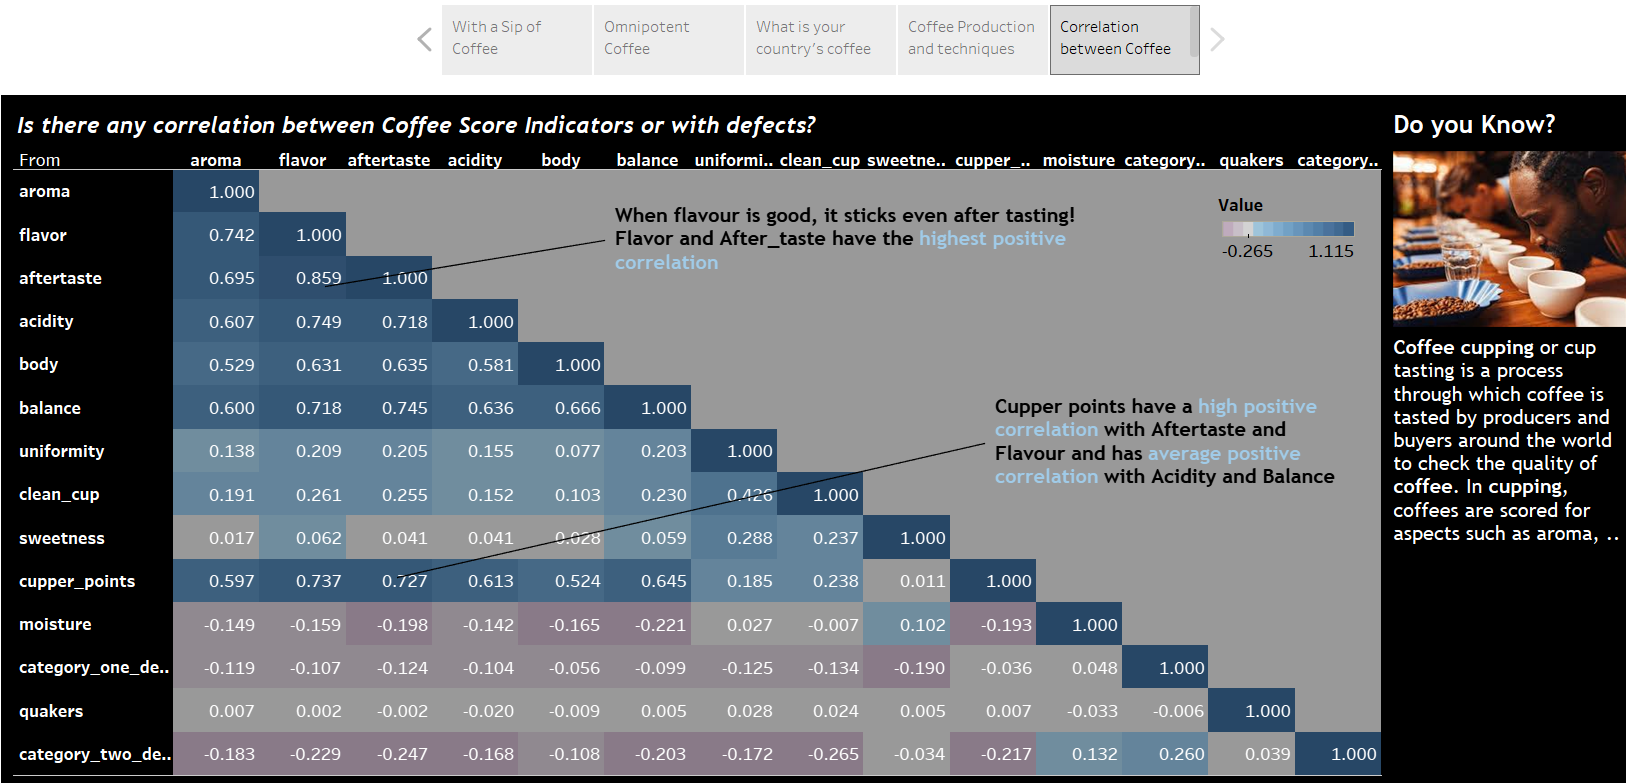 With a Sip of
Coffee
Omnipotent
Coffee
What is your
country's coffee
Coffee Production
and techniques
Correlation
between Coffee
Is there any correlation between Coffee Score Indicators or with defects?
From aroma flavor aftertaste acidity body balance uniformi.. clean_cup sweetne.. cupper_.. moisture category.. quakers category..
aroma 1.000
flavor 0.742 1.000
aftertaste 0.695 0.859 1.000
acidity 0.607 0.749 0.718 1.000
body 0.529 0.631 0.635 0.581 1.000
balance 0.600 0.718 0.745 0.636 0.666 1.000
uniformity 0.138 0.209 0.205 0.155 0.077 0.203 1.000
clean_cup 0.191 0.261 0.255 0.152 0.103 0.230 0.426 1.000
sweetness 0.017 0.062 0.041 0.041 0.028 0.059 0.288 0.237 1.000
cupper_points 0.597 0.737 0.727 0.613 0.524 0.645 0.185 0.238 0.011 1.000
moisture -0.149 -0.159 -0.198 -0.142 -0.165 -0.221 0.027 -0.007 0.102 -0.193 1.000
category_one_de.. -0.119 -0.107 -0.124 -0.104 -0.056 -0.099 -0.125 -0.134 -0.190 -0.036 0.048 1.000
quakers 0.007 0.002 -0.002 -0.020 -0.009 0.005 0.028 0.024 0.005 0.007 -0.033 -0.006 1.000
category_two_de.. -0.183 -0.229 -0.247 -0.168 -0.108 -0.203 -0.172 -0.265 -0.034 -0.217 0.132 0.260 0.039 1.000
When flavour is good, it sticks even after tasting!
Flavor and After_taste have the highest positive
correlation
Value
-0.265 1.115
Cupper points have a high positive
correlation with Aftertaste and
Flavour and has average positive
correlation with Acidity and Balance
Do you Know?
Coffee cupping or cup
tasting is a process
through which coffee is
tasted by producers and
buyers around the world
to check the quality of
coffee. In cupping,
coffees are scored for
aspects such as aroma, ..